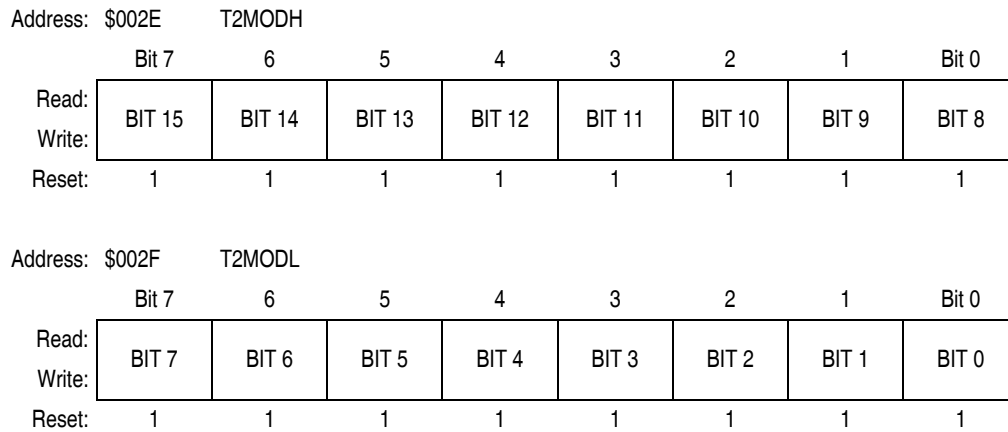 Address: $002E T2MODH
Bit 7 6 5 4 3 2 1 Bit 0
Read:
BIT 15 BIT 14 BIT 13 BIT 12 BIT 11 BIT 10 BIT 9 BIT 8
Write:
Reset: 1 1 1 1 1 1 1 1
Address: $002F T2MODL
Bit 7 6 5 4 3 2 1 Bit 0
Read:
BIT 7 BIT 6 BIT 5 BIT 4 BIT 3 BIT 2 BIT 1 BIT 0
Write:
Reset: 1 1 1 1 1 1 1 1